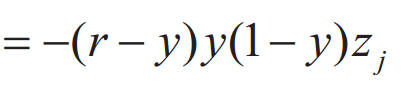 = −(r − y)y(1 − y)z_j